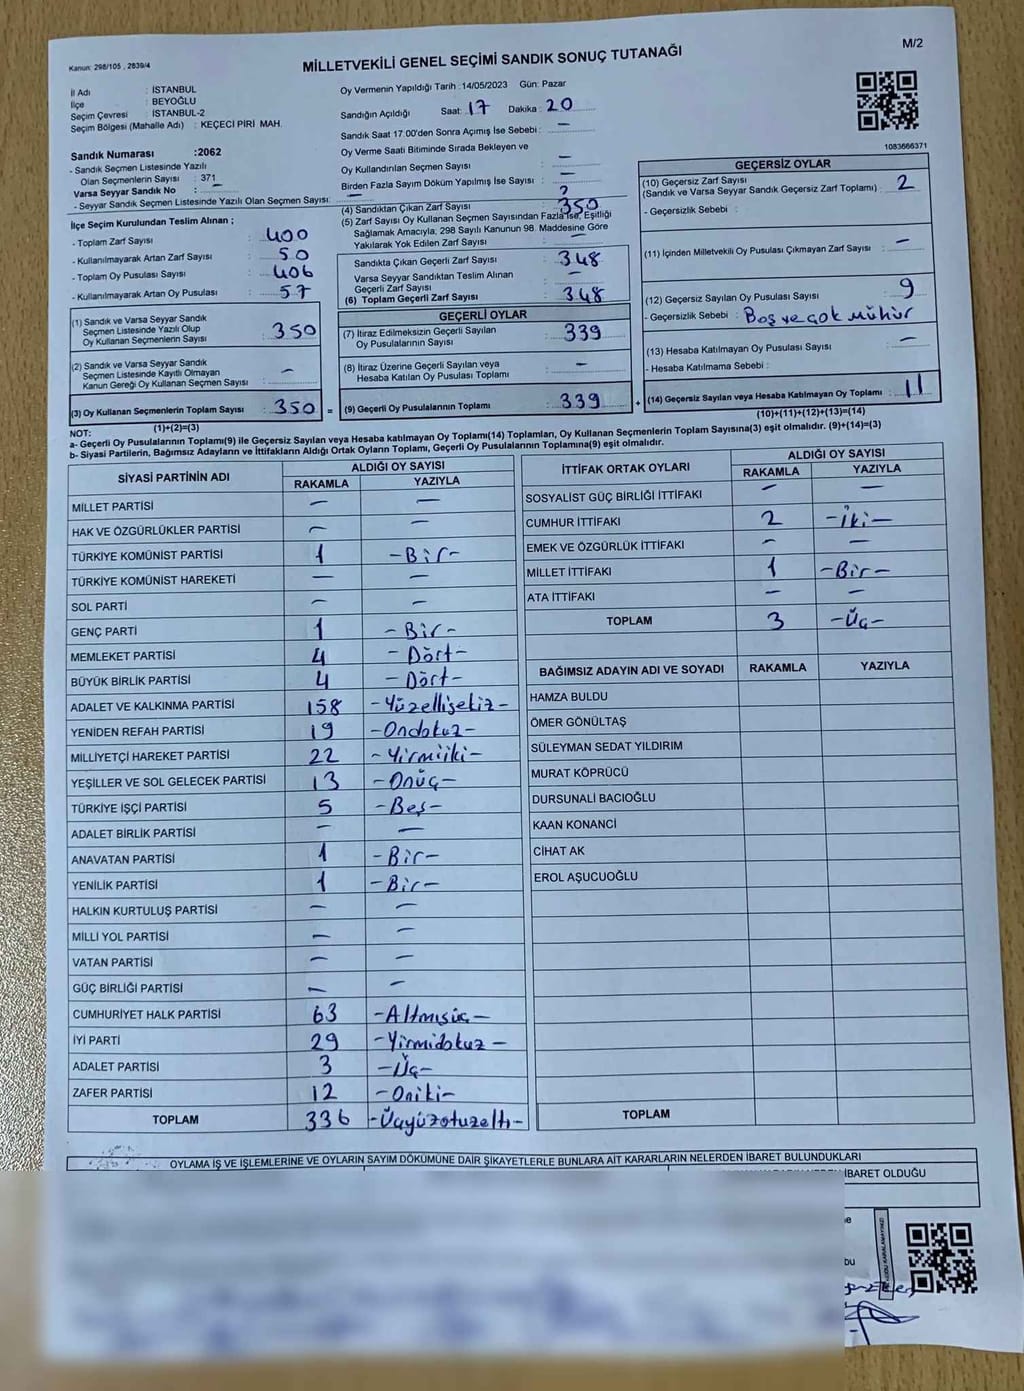 Kanun: 298/105 , 2839/4
MİLLETVEKİLİ GENEL SEÇİMİ SANDIK SONUÇ TUTANAĞI
M/2
İl Adı : İSTANBUL
İlçe : BEYOĞLU
Seçim Çevresi : İSTANBUL-2
Seçim Bölgesi (Mahalle Adı) : KEÇECİ PİRİ MAH.
Sandık Numarası :2062
- Sandık Seçmen Listesinde Yazılı
Olan Seçmenlerin Sayısı : 371
Varsa Seyyar Sandık No : —
- Seyyar Sandık Seçmen Listesinde Yazılı Olan Seçmen Sayısı: —
İlçe Seçim Kurulundan Teslim Alınan ;
- Toplam Zarf Sayısı : 400
- Kullanılmayarak Artan Zarf Sayısı : 50
- Toplam Oy Pusulası Sayısı : 406
- Kullanılmayarak Artan Oy Pusulası : 57
(1) Sandık ve Varsa Seyyar Sandık
Seçmen Listesinde Yazılı Olup
Oy Kullanan Seçmenlerin Sayısı : 350
(2) Sandık ve Varsa Seyyar Sandık
Seçmen Listesinde Kayıtlı Olmayan
Kanun Gereği Oy Kullanan Seçmen Sayısı : —
(3) Oy Kullanan Seçmenlerin Toplam Sayısı : 350 =
(1)+(2)=(3)
Oy Vermenin Yapıldığı Tarih :14/05/2023 Gün: Pazar
Sandığın Açıldığı Saat: 17 Dakika : 20
Sandık Saat 17.00'den Sonra Açılmış İse Sebebi : —
Oy Verme Saati Bitiminde Sırada Bekleyen ve
Oy Kullandırılan Seçmen Sayısı : —
Birden Fazla Sayım Döküm Yapılmış İse Sayısı : —
(4) Sandıktan Çıkan Zarf Sayısı : 350
(5) Zarf Sayısı Oy Kullanan Seçmen Sayısından Fazla ise, Eşitliği
Sağlamak Amacıyla, 298 Sayılı Kanunun 98. Maddesine Göre
Yakılarak Yok Edilen Zarf Sayısı : —
Sandıkta Çıkan Geçerli Zarf Sayısı : 348
Varsa Seyyar Sandıktan Teslim Alınan
Geçerli Zarf Sayısı : —
(6) Toplam Geçerli Zarf Sayısı : 348
GEÇERLİ OYLAR
(7) İtiraz Edilmeksizin Geçerli Sayılan
Oy Pusulalarının Sayısı : 339
(8) İtiraz Üzerine Geçerli Sayılan veya
Hesaba Katılan Oy Pusulası Toplamı : —
(9) Geçerli Oy Pusulalarının Toplamı : 339 +
1083666371
GEÇERSİZ OYLAR
(10) Geçersiz Zarf Sayısı
(Sandık ve Varsa Seyyar Sandık Geçersiz Zarf Toplamı) : 2
- Geçersizlik Sebebi :
(11) İçinden Milletvekili Oy Pusulası Çıkmayan Zarf Sayısı : —
(12) Geçersiz Sayılan Oy Pusulası Sayısı : 9
- Geçersizlik Sebebi : Boş ve çok mühür
(13) Hesaba Katılmayan Oy Pusulası Sayısı : —
- Hesaba Katılmama Sebebi :
(14) Geçersiz Sayılan veya Hesaba Katılmayan Oy Toplamı : 11
(10)+(11)+(12)+(13)=(14)
NOT:
a- Geçerli Oy Pusulalarının Toplamı(9) ile Geçersiz Sayılan veya Hesaba katılmayan Oy Toplamı(14) Toplamları, Oy Kullanan Seçmenlerin Toplam Sayısına(3) eşit olmalıdır. (9)+(14)=(3)
b- Siyasi Partilerin, Bağımsız Adayların ve İttifakların Aldığı Ortak Oyların Toplamı, Geçerli Oy Pusulalarının Toplamına(9) eşit olmalıdır.
SİYASİ PARTİNİN ADI ALDIĞI OY SAYISI
RAKAMLA YAZIYLA
MİLLET PARTİSİ — —
HAK VE ÖZGÜRLÜKLER PARTİSİ — —
TÜRKİYE KOMÜNİST PARTİSİ 1 -Bir-
TÜRKİYE KOMÜNİST HAREKETİ — —
SOL PARTİ — —
GENÇ PARTİ 1 -Bir-
MEMLEKET PARTİSİ 4 -Dört-
BÜYÜK BİRLİK PARTİSİ 4 -Dört-
ADALET VE KALKINMA PARTİSİ 158 -Yüzellisekiz-
YENİDEN REFAH PARTİSİ 19 -Ondokuz-
MİLLİYETÇİ HAREKET PARTİSİ 22 -Yirmiiki-
YEŞİLLER VE SOL GELECEK PARTİSİ 13 -Onüç-
TÜRKİYE İŞÇİ PARTİSİ 5 -Beş-
ADALET BİRLİK PARTİSİ — —
ANAVATAN PARTİSİ 1 -Bir-
YENİLİK PARTİSİ 1 -Bir-
HALKIN KURTULUŞ PARTİSİ — —
MİLLİ YOL PARTİSİ — —
VATAN PARTİSİ — —
GÜÇ BİRLİĞİ PARTİSİ — —
CUMHURİYET HALK PARTİSİ 63 -Altmışüç-
İYİ PARTİ 29 -Yirmidokuz-
ADALET PARTİSİ 3 -Üç-
ZAFER PARTİSİ 12 -Oniki-
TOPLAM 336 -Üçyüzotuzaltı-
İTTİFAK ORTAK OYLARI ALDIĞI OY SAYISI
RAKAMLA YAZIYLA
SOSYALİST GÜÇ BİRLİĞİ İTTİFAKI — —
CUMHUR İTTİFAKI 2 -İki-
EMEK VE ÖZGÜRLÜK İTTİFAKI — —
MİLLET İTTİFAKI 1 -Bir-
ATA İTTİFAKI — —
TOPLAM 3 -Üç-
BAĞIMSIZ ADAYIN ADI VE SOYADI RAKAMLA YAZIYLA
HAMZA BULDU
ÖMER GÖNÜLTAŞ
SÜLEYMAN SEDAT YILDIRIM
MURAT KÖPRÜCÜ
DURSUNALİ BACIOĞLU
KAAN KONANCİ
CİHAT AK
EROL AŞUCUOĞLU
TOPLAM
OYLAMA İŞ VE İŞLEMLERİNE VE OYLARIN SAYIM DÖKÜMÜNE DAİR ŞİKAYETLERLE BUNLARA AİT KARARLARIN NELERDEN İBARET BULUNDUKLARI
İBARET OLDUĞU